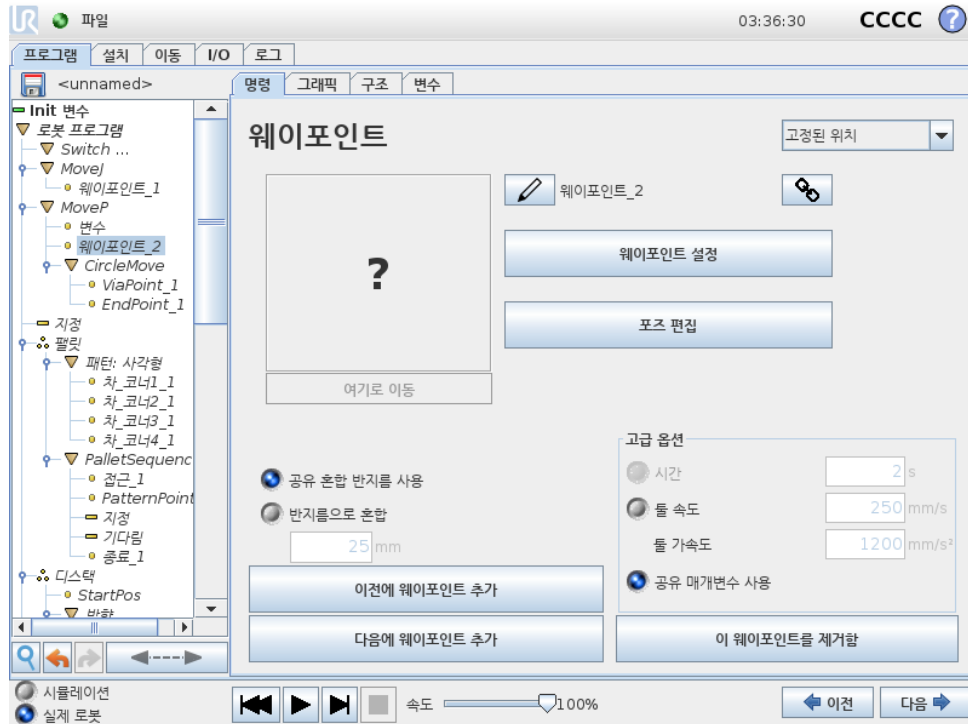 UR 파일 03:36:30 CCCC ?
프로그램 설치 이동 I/O 로그
<unnamed>
명령 그래픽 구조 변수
Init 변수
로봇 프로그램
Switch ...
MoveJ
웨이포인트_1
MoveP
변수
웨이포인트_2
CircleMove
ViaPoint_1
EndPoint_1
지정
팰릿
패턴: 사각형
차_코너1_1
차_코너2_1
차_코너3_1
차_코너4_1
PalletSequenc
접근_1
PatternPoint
지정
기다림
종료_1
디스택
StartPos
방향
웨이포인트
고정된 위치
?
웨이포인트_2
웨이포인트 설정
포즈 편집
여기로 이동
공유 혼합 반지름 사용
반지름으로 혼합
25 mm
고급 옵션
시간 2 s
툴 속도 250 mm/s
툴 가속도 1200 mm/s²
공유 매개변수 사용
이전에 웨이포인트 추가
다음에 웨이포인트 추가
이 웨이포인트를 제거함
시뮬레이션
실제 로봇
속도 100%
이전
다음